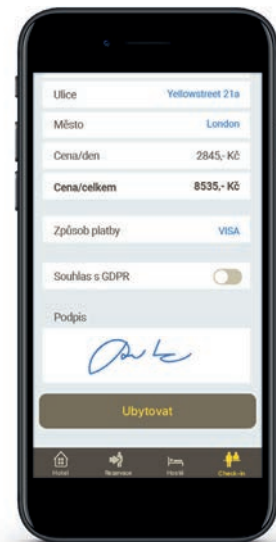 Ulice Yellowstreet 21a
Město London
Cena/den 2845,- Kč
Cena/celkem 8535,- Kč
Způsob platby VISA
Souhlas s GDPR
Podpis
Ubytovat
Hotel Rezervace Hosté Check-in